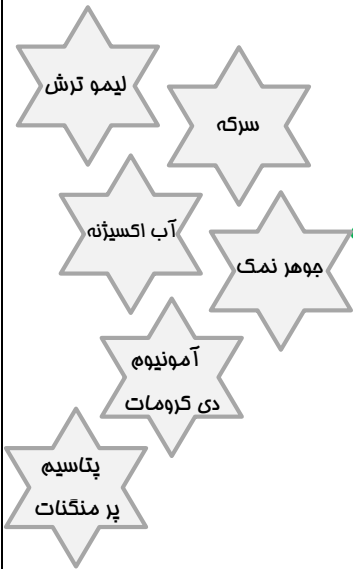 لیمو ترش
سرکه
آب اکسیژنه
جوهر نمک
آمونیوم
دی کرومات
پتاسیم
پر منگنات